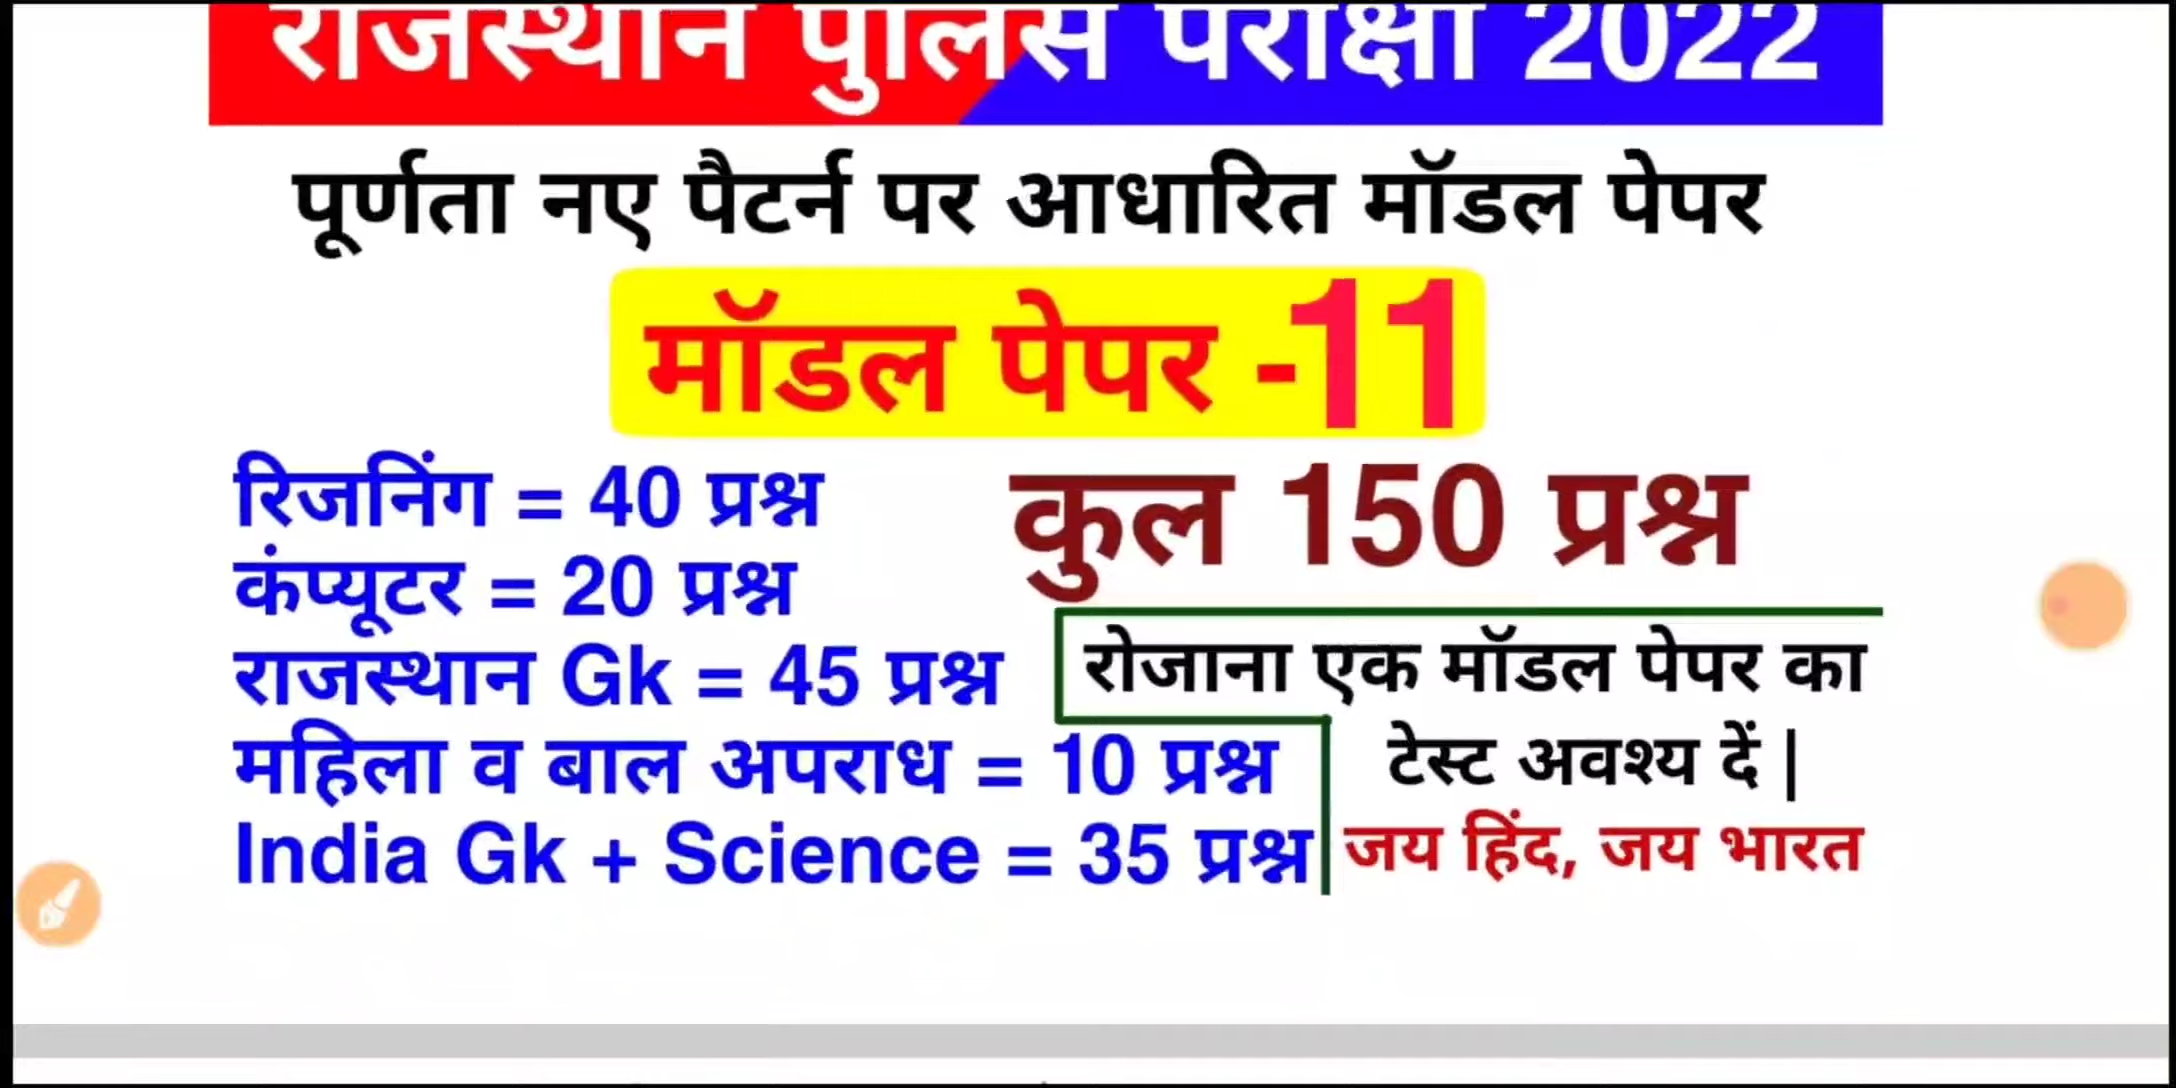 राजस्थान पुलिस परीक्षा 2022
पूर्णता नए पैटर्न पर आधारित मॉडल पेपर
मॉडल पेपर -11
रिजनिंग = 40 प्रश्न
कंप्यूटर = 20 प्रश्न
राजस्थान Gk = 45 प्रश्न
महिला व बाल अपराध = 10 प्रश्न
India Gk + Science = 35 प्रश्न
कुल 150 प्रश्न
रोजाना एक मॉडल पेपर का
टेस्ट अवश्य दें |
जय हिंद, जय भारत